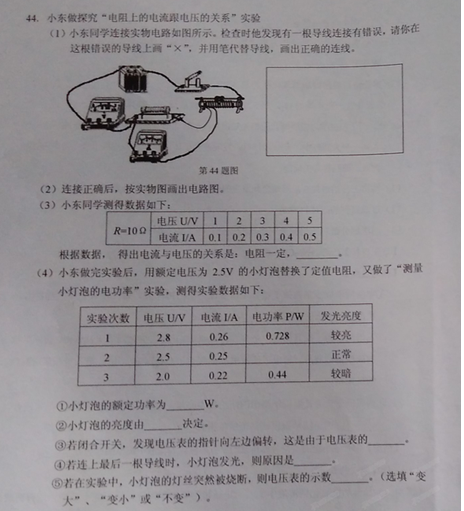 44. 小东做探究“电阻上的电流跟电压的关系”实验
（1）小东同学连接实物电路如图所示。检查时他发现有一根导线连接有错误，请你在
这根错误的导线上画“×”，并用笔代替导线，画出正确的连线。
第 44 题图
（2）连接正确后，按实物图画出电路图。
（3）小东同学测得数据如下：
R=10Ω 电压 U/V 1 2 3 4 5
电流 I/A 0.1 0.2 0.3 0.4 0.5
根据数据，得出电流与电压的关系是：电阻一定，______。
（4）小东做完实验后，用额定电压为 2.5V 的小灯泡替换了定值电阻，又做了“测量
小灯泡的电功率”实验，测得实验数据如下：
实验次数 电压 U/V 电流 I/A 电功率 P/W 发光亮度
1 2.8 0.26 0.728 较亮
2 2.5 0.25 正常
3 2.0 0.22 0.44 较暗
①小灯泡的额定功率为______W。
②小灯泡的亮度由______决定。
③若闭合开关，发现电压表的指针向左边偏转，这是由于电压表的______。
④若连上最后一根导线时，小灯泡发光，则原因是______。
⑤若在实验中，小灯泡的灯丝突然被烧断，则电压表的示数______。（选填“变
大”、“变小”或“不变”）。